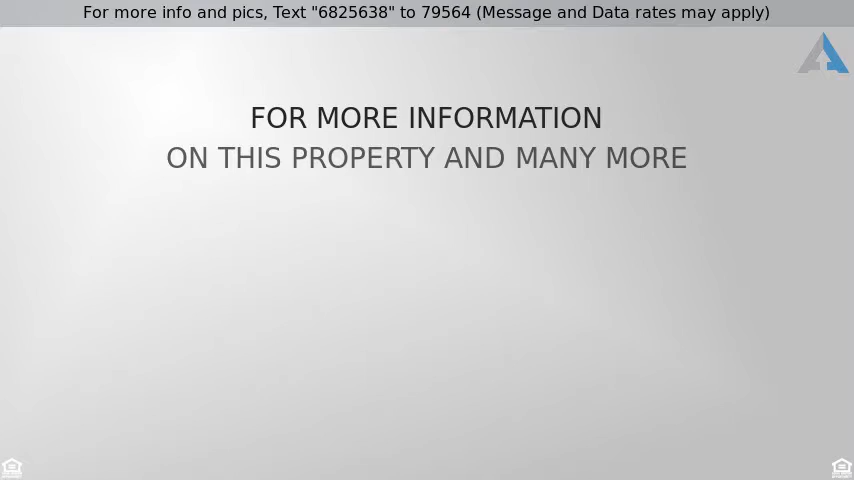 For more info and pics, Text "6825638" to 79564 (Message and Data rates may apply)
FOR MORE INFORMATION
ON THIS PROPERTY AND MANY MORE